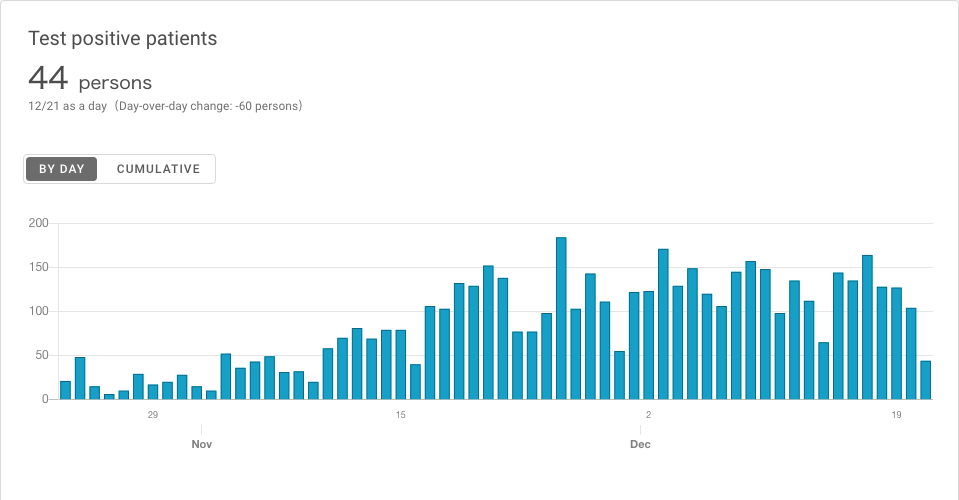 Test positive patients
44 persons
12/21 as a day（Day-over-day change: -60 persons）
BY DAY CUMULATIVE
200
150
100
50
0
29 15 2 19
Nov Dec